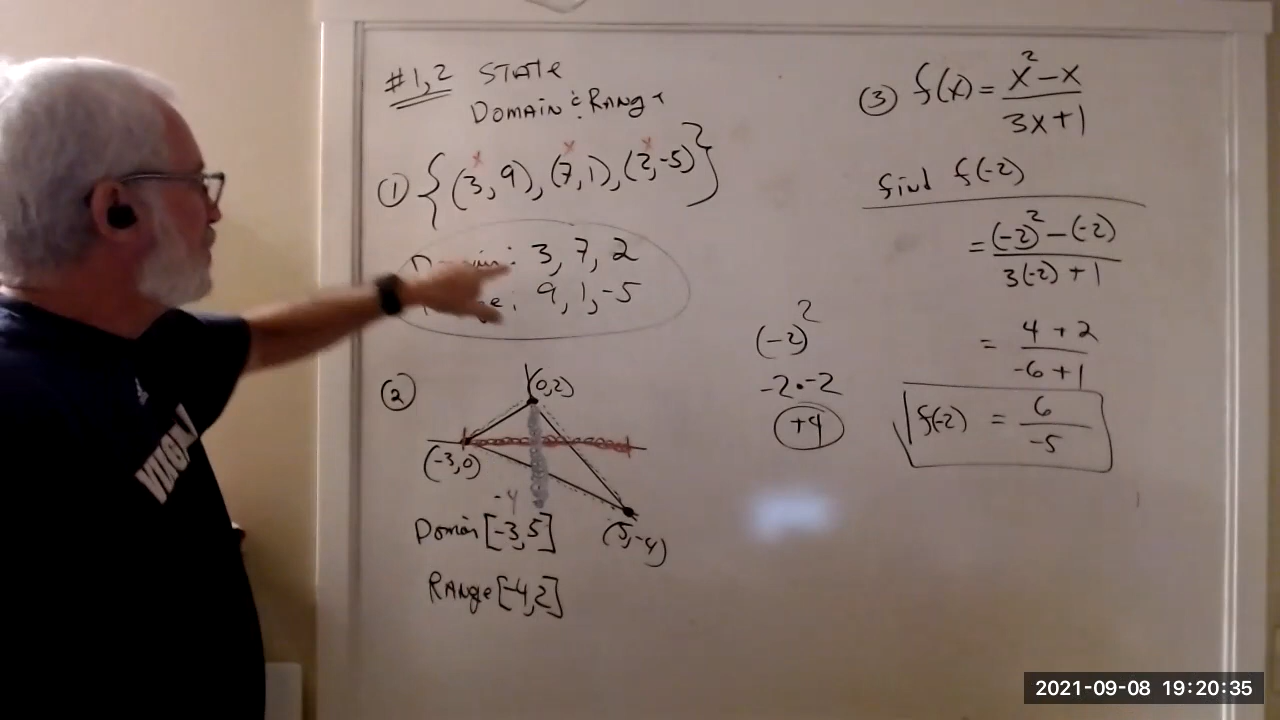 #1,2 State
Domain & Range
x x x
① {(3,9),(7,1),(2,-5)}
: 3, 7, 2
: 9, 1, -5
②
(0,2)
(-3,0)
-4
(5,-4)
Domain [-3,5]
Range [-4,2]
(-2)²
-2·-2
+4
③ f(x) = x²-x
3x+1
find f(-2)
= (-2)²-(-2)
3(-2)+1
= 4+2
-6+1
f(-2) = 6
-5
2021-09-08 19:20:35